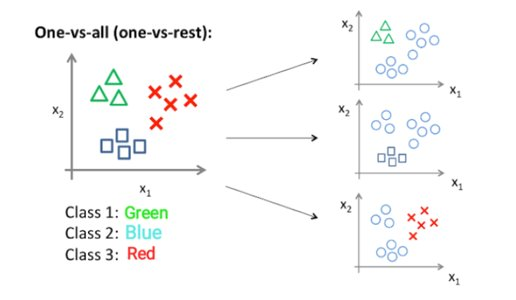 One-vs-all (one-vs-rest):
x2
x1
Class 1: Green
Class 2: Blue
Class 3: Red
x2
x1
x2
x1
x2
x1